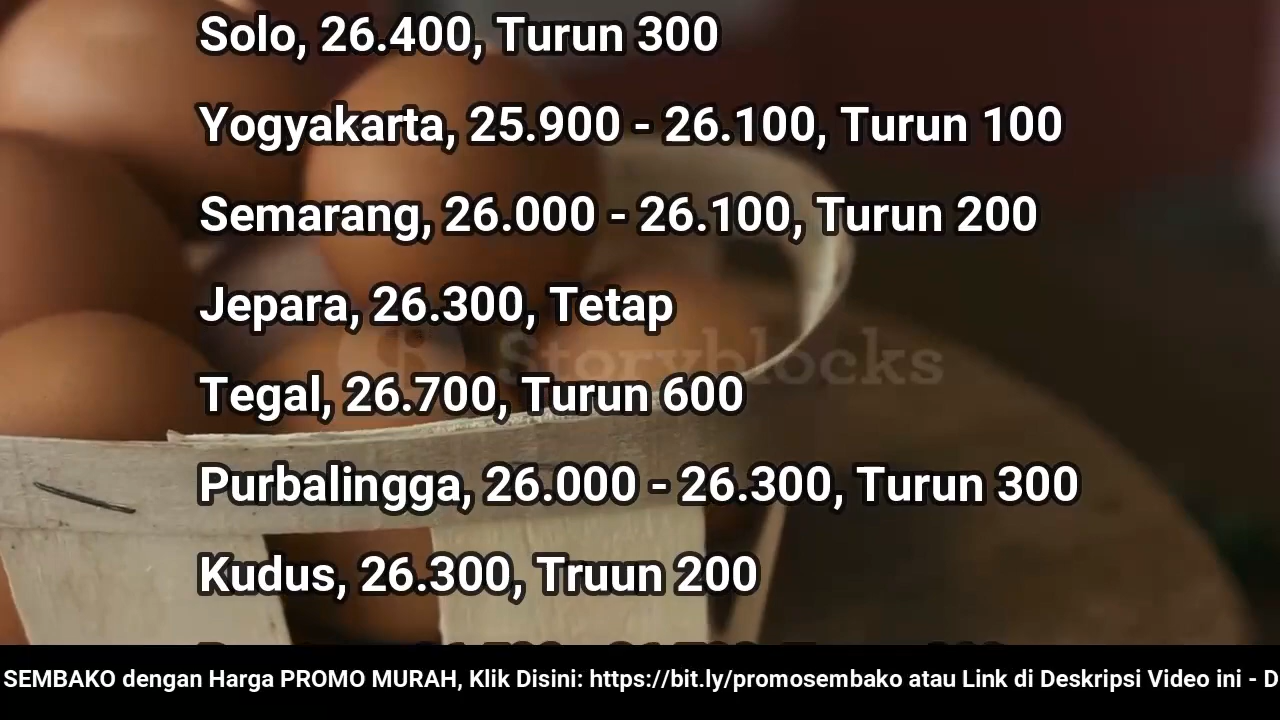 Solo, 26.400, Turun 300
Yogyakarta, 25.900 - 26.100, Turun 100
Semarang, 26.000 - 26.100, Turun 200
Jepara, 26.300, Tetap
Storyblocks
Tegal, 26.700, Turun 600
Purbalingga, 26.000 - 26.300, Turun 300
Kudus, 26.300, Truun 200
SEMBAKO dengan Harga PROMO MURAH, Klik Disini: https://bit.ly/promosembako atau Link di Deskripsi Video ini - D